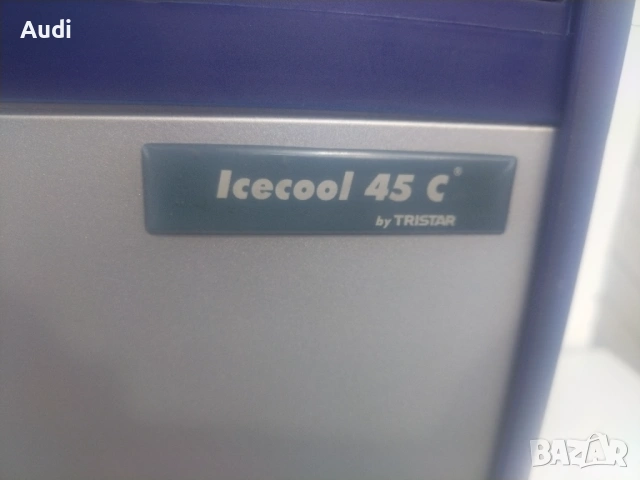 Audi
Icecool 45 C®
by TRISTAR
BAZAR